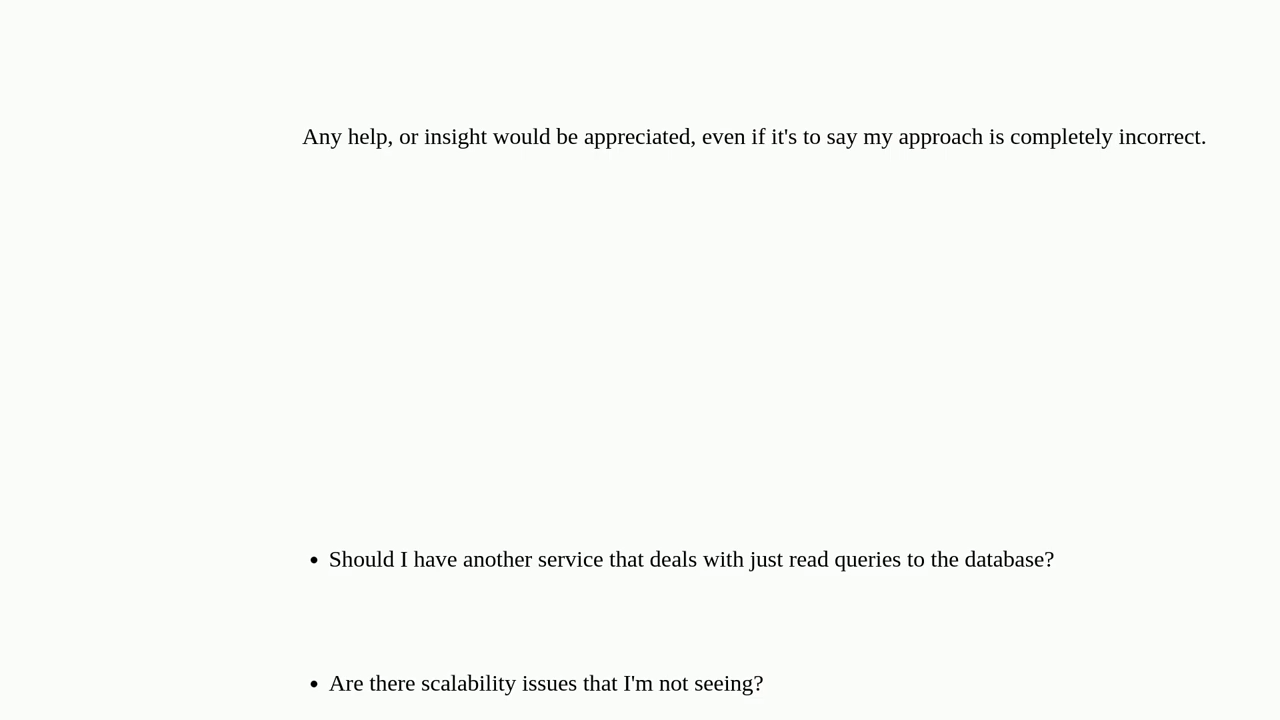 Any help, or insight would be appreciated, even if it's to say my approach is completely incorrect.
• Should I have another service that deals with just read queries to the database?
• Are there scalability issues that I'm not seeing?